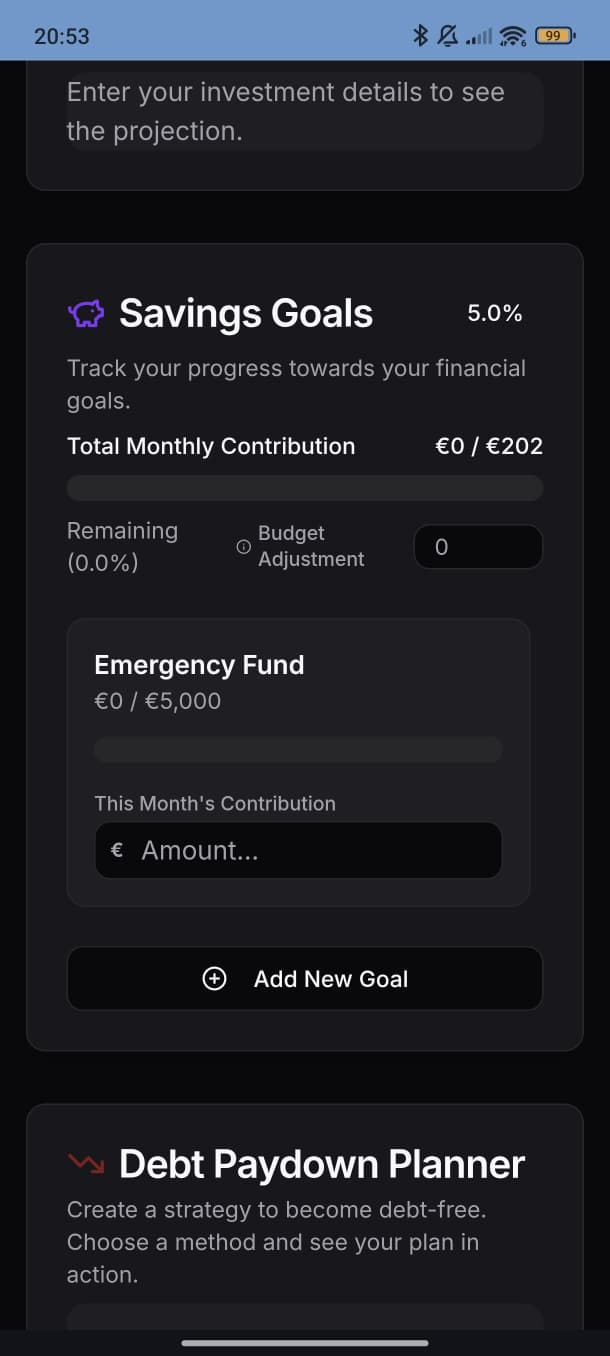 20:53
6
99
Enter your investment details to see
the projection.
Savings Goals
5.0%
Track your progress towards your financial
goals.
Total Monthly Contribution
€0 / €202
Remaining
(0.0%)
Budget
Adjustment
0
Emergency Fund
€0 / €5,000
This Month's Contribution
€ Amount...
Add New Goal
Debt Paydown Planner
Create a strategy to become debt-free.
Choose a method and see your plan in
action.